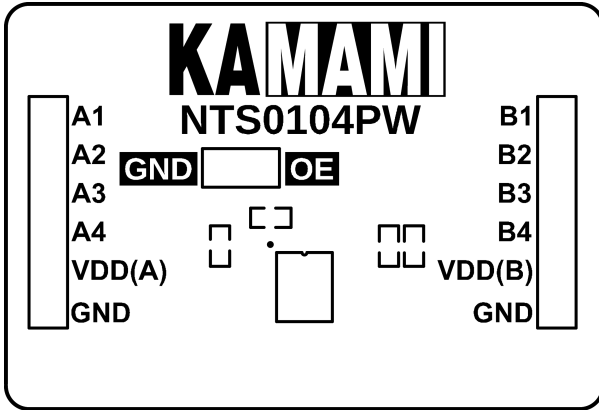 KAMAMI
NTS0104PW
A1
A2
A3
A4
VDD(A)
GND
GND
OE
B1
B2
B3
B4
VDD(B)
GND